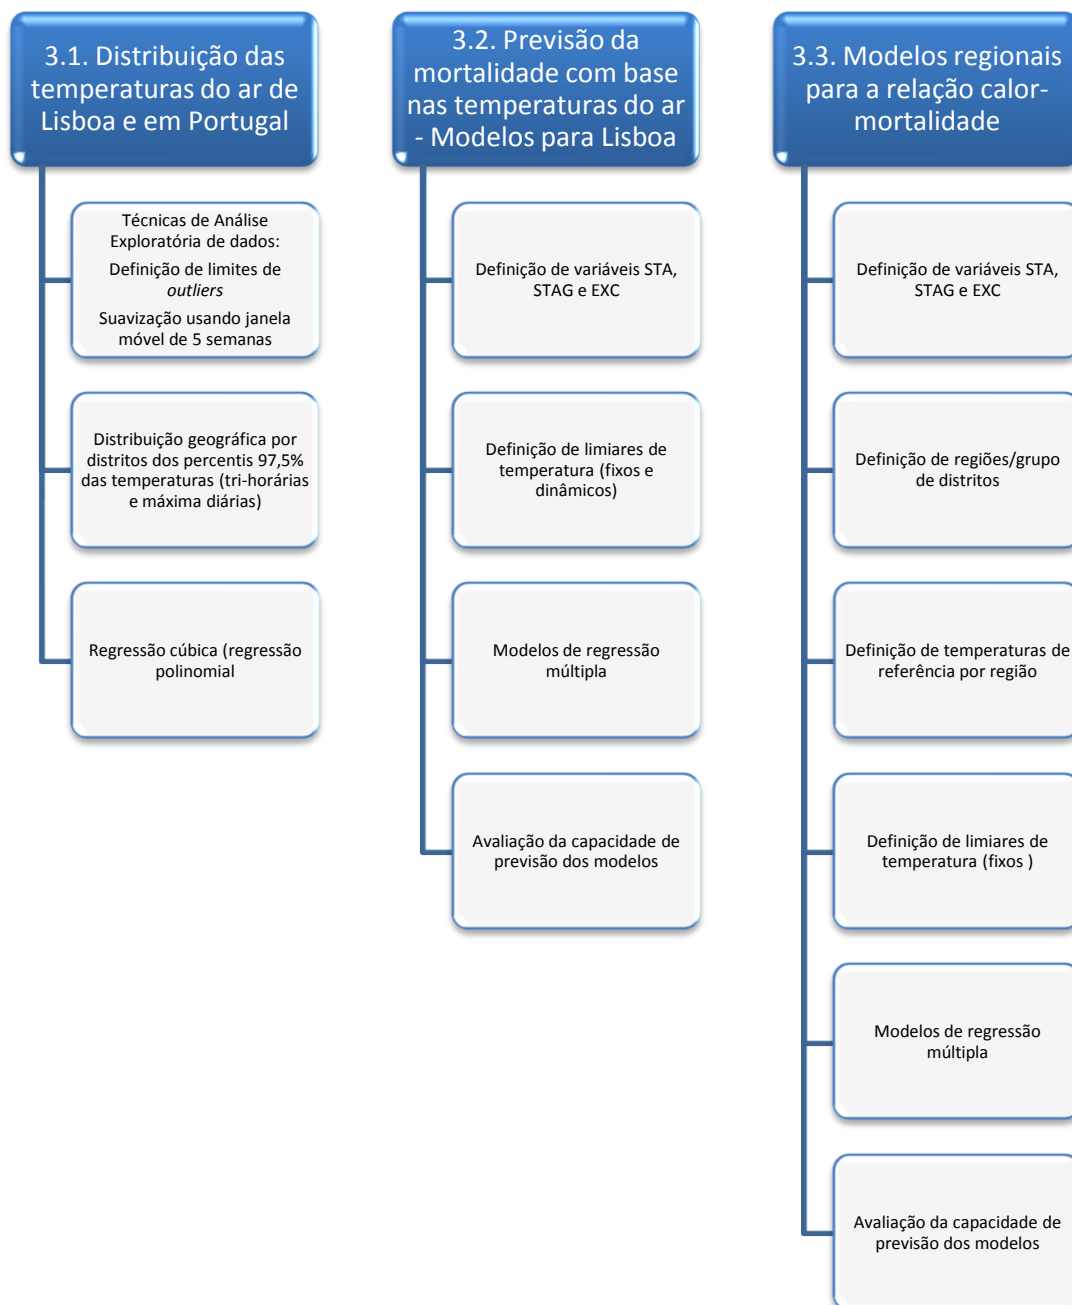 3.1. Distribuição das
temperaturas do ar de
Lisboa e em Portugal
Técnicas de Análise
Exploratória de dados:
Definição de limites de
outliers
Suavização usando janela
móvel de 5 semanas
Distribuição geográfica por
distritos dos percentis 97,5%
das temperaturas (tri-horárias
e máxima diárias)
Regressão cúbica (regressão
polinomial
3.2. Previsão da
mortalidade com base
nas temperaturas do ar
- Modelos para Lisboa
Definição de variáveis STA,
STAG e EXC
Definição de limiares de
temperatura (fixos e
dinâmicos)
Modelos de regressão
múltipla
Avaliação da capacidade de
previsão dos modelos
3.3. Modelos regionais
para a relação calor-
mortalidade
Definição de variáveis STA,
STAG e EXC
Definição de regiões/grupo
de distritos
Definição de temperaturas de
referência por região
Definição de limiares de
temperatura (fixos )
Modelos de regressão
múltipla
Avaliação da capacidade de
previsão dos modelos